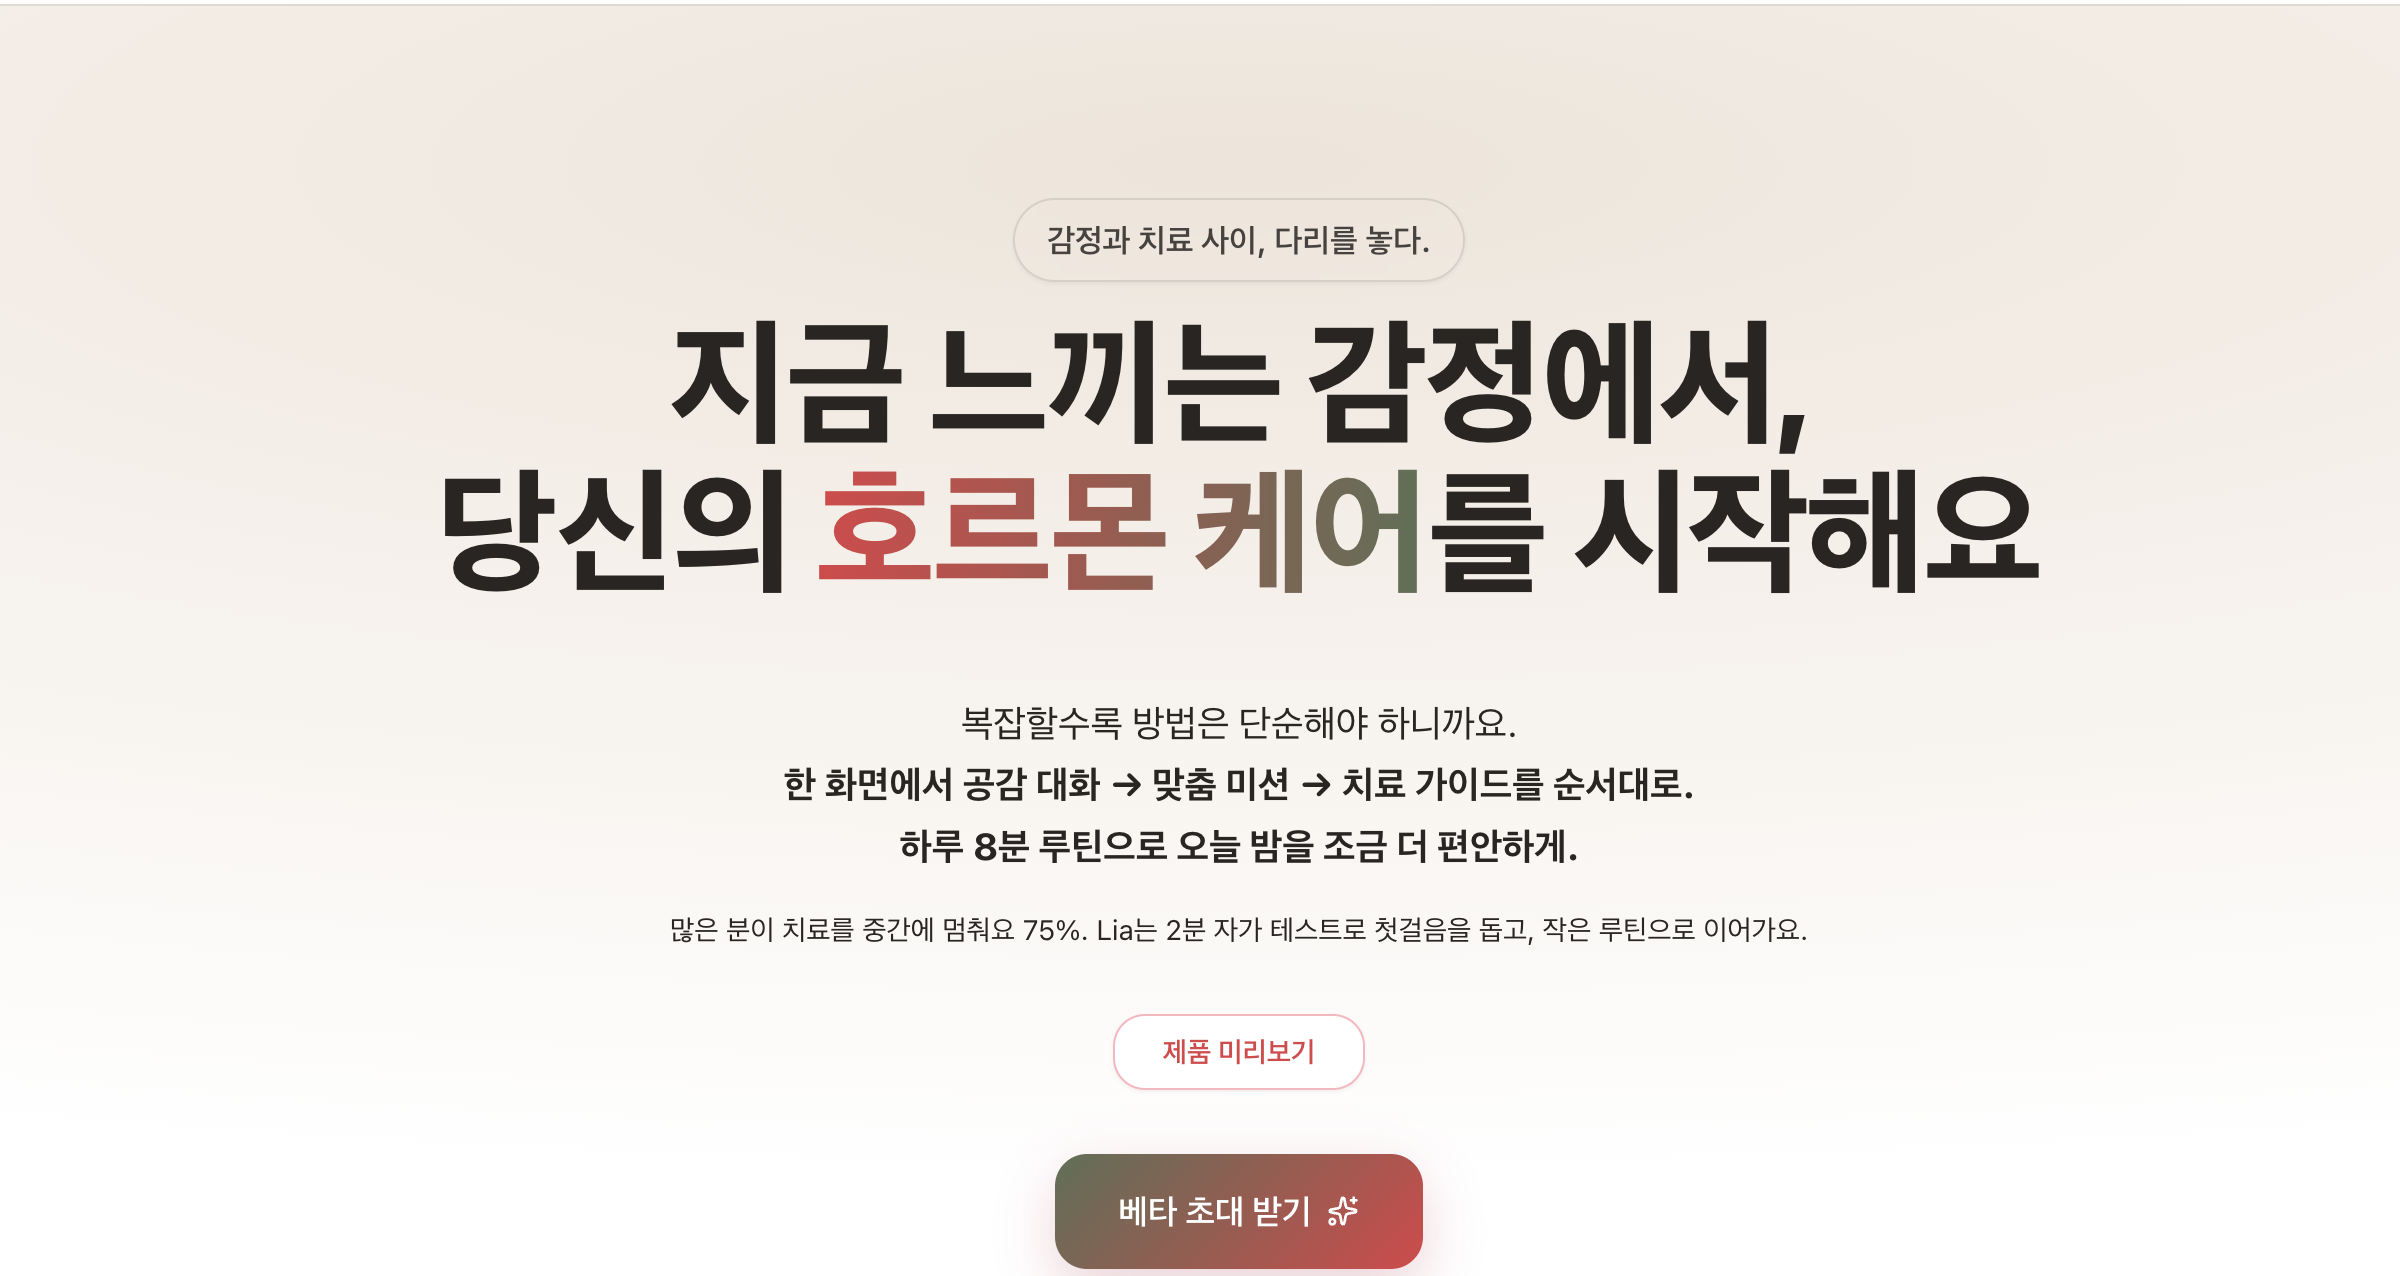 감정과 치료 사이, 다리를 놓다.
지금 느끼는 감정에서,
당신의 호르몬 케어를 시작해요
복잡할수록 방법은 단순해야 하니까요.
한 화면에서 공감 대화 → 맞춤 미션 → 치료 가이드를 순서대로.
하루 8분 루틴으로 오늘 밤을 조금 더 편안하게.
많은 분이 치료를 중간에 멈춰요 75%. Lia는 2분 자가 테스트로 첫걸음을 돕고, 작은 루틴으로 이어가요.
제품 미리보기
베타 초대 받기